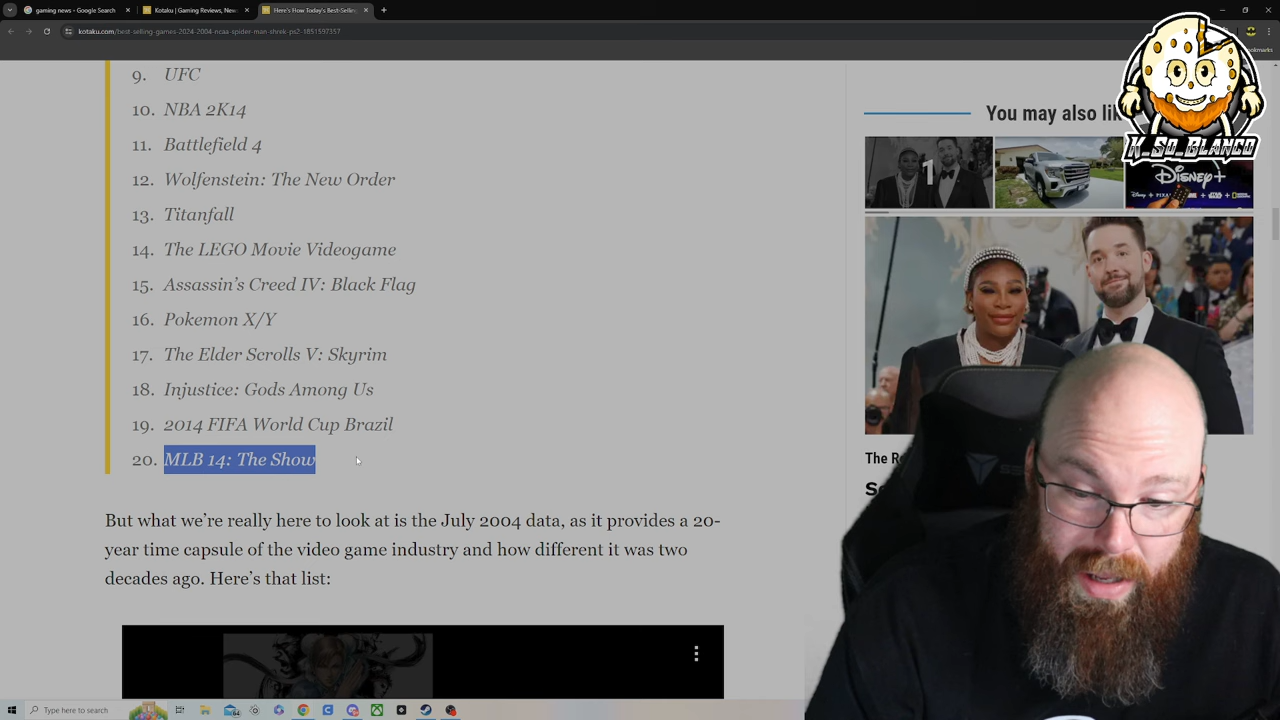 gaming news - Google Search
Kotaku | Gaming Reviews, New
Here's How Today's Best-Selling
kotaku.com/best-selling-games-2024-2004-ncaa-spider-man-shrek-ps2-1851597357
9. UFC
10. NBA 2K14
11. Battlefield 4
12. Wolfenstein: The New Order
13. Titanfall
14. The LEGO Movie Videogame
15. Assassin's Creed IV: Black Flag
16. Pokemon X/Y
17. The Elder Scrolls V: Skyrim
18. Injustice: Gods Among Us
19. 2014 FIFA World Cup Brazil
20. MLB 14: The Show
But what we're really here to look at is the July 2004 data, as it provides a 20-
year time capsule of the video game industry and how different it was two
decades ago. Here's that list:
You may also li
1
Disney+
K_So_Blanco
The R
Type here to search